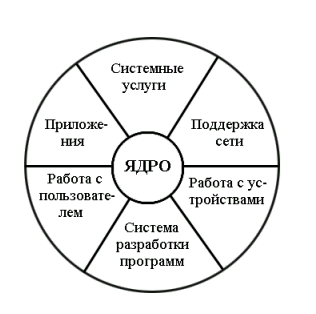 Системные
услуги
Приложе-
ния
Поддержка
сети
ЯДРО
Работа с
пользовате-
лем
Работа с ус-
тройствами
Система
разработки
программ